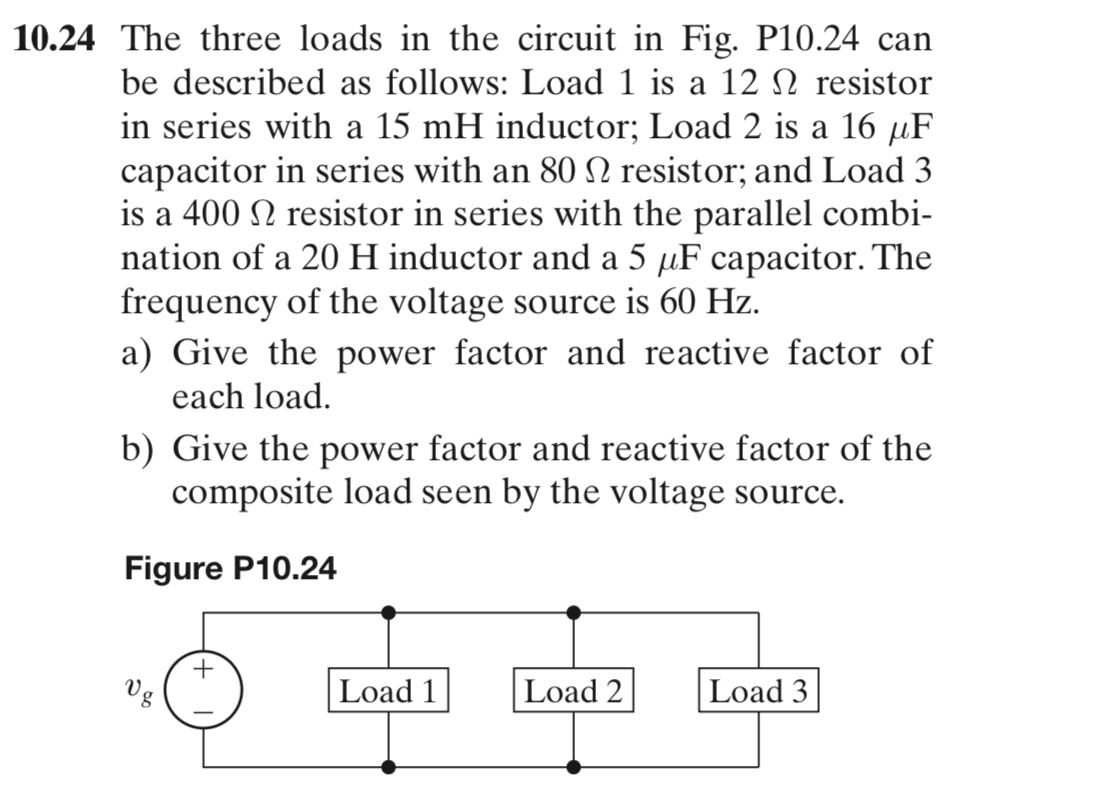 10.24 The three loads in the circuit in Fig. P10.24 can
be described as follows: Load 1 is a 12 Ω resistor
in series with a 15 mH inductor; Load 2 is a 16 μF
capacitor in series with an 80 Ω resistor; and Load 3
is a 400 Ω resistor in series with the parallel combi-
nation of a 20 H inductor and a 5 μF capacitor. The
frequency of the voltage source is 60 Hz.
a) Give the power factor and reactive factor of
each load.
b) Give the power factor and reactive factor of the
composite load seen by the voltage source.
Figure P10.24
+
vg Load 1 Load 2 Load 3
−